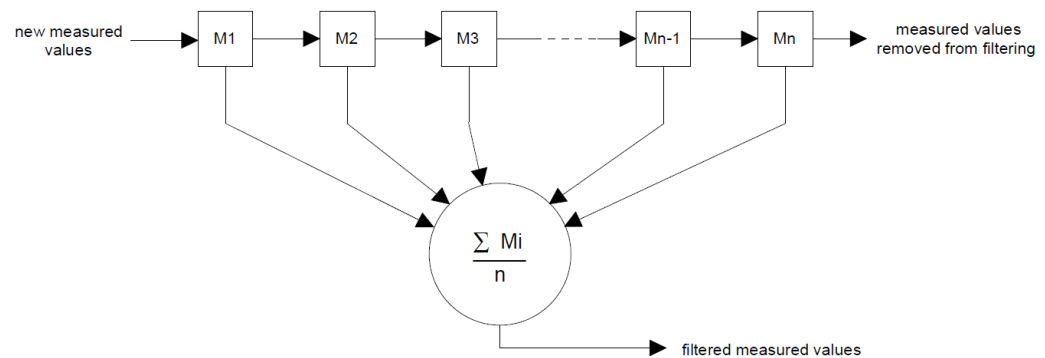 new measured
values
M1
M2
M3
Mn-1
Mn
measured values
removed from filtering
∑ Mi
n
filtered measured values